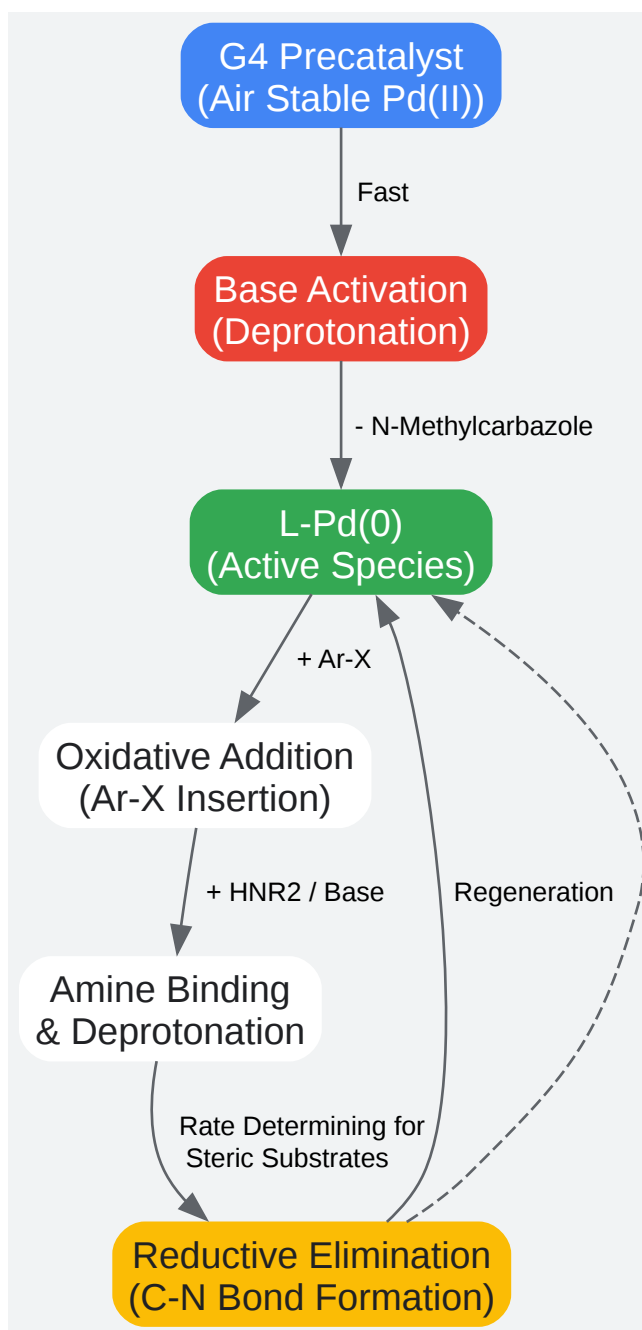 G4 Precatalyst
(Air Stable Pd(II))
Fast
Base Activation
(Deprotonation)
- N-Methylcarbazole
L-Pd(0)
(Active Species)
+ Ar-X
Oxidative Addition
(Ar-X Insertion)
+ HNR2 / Base
Regeneration
Amine Binding
& Deprotonation
Rate Determining for
Steric Substrates
Reductive Elimination
(C-N Bond Formation)